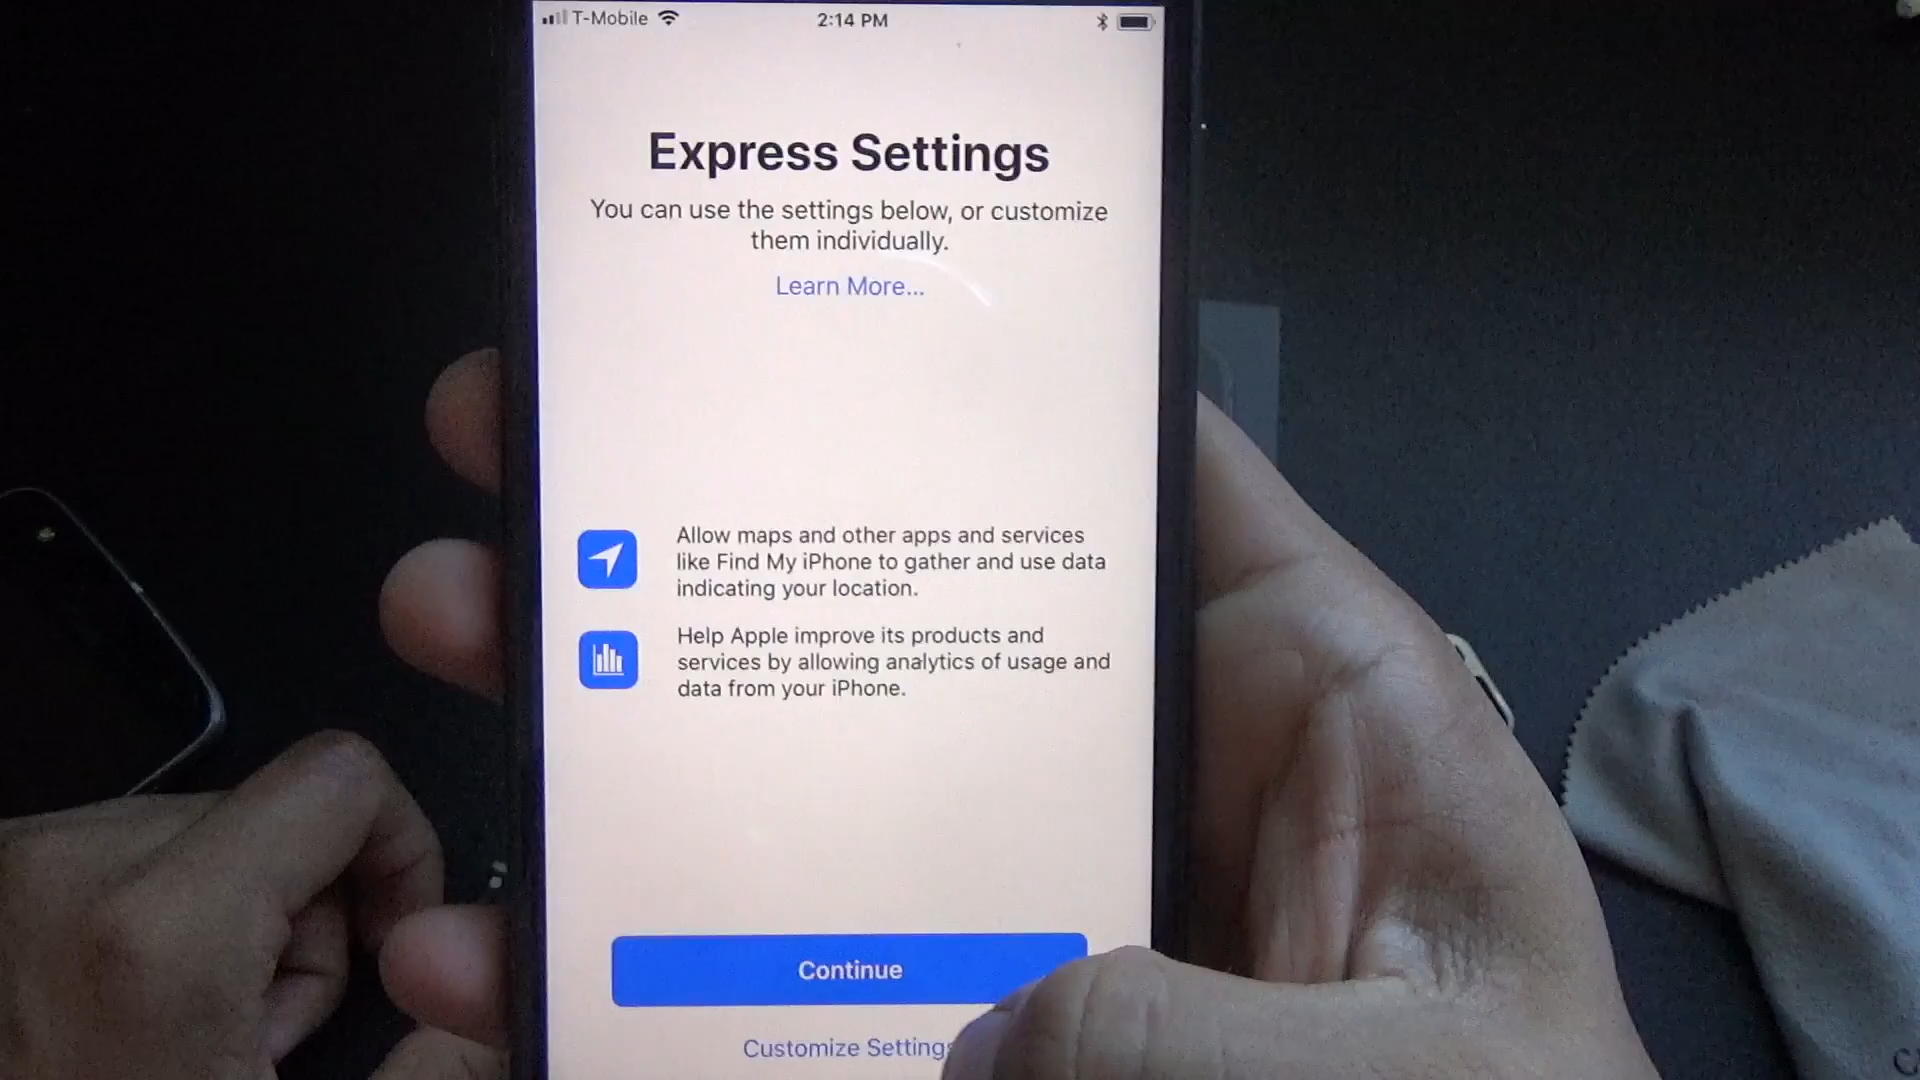 T-Mobile 2:14 PM
Express Settings
You can use the settings below, or customize
them individually.
Learn More...
Allow maps and other apps and services
like Find My iPhone to gather and use data
indicating your location.
Help Apple improve its products and
services by allowing analytics of usage and
data from your iPhone.
Continue
Customize Settings